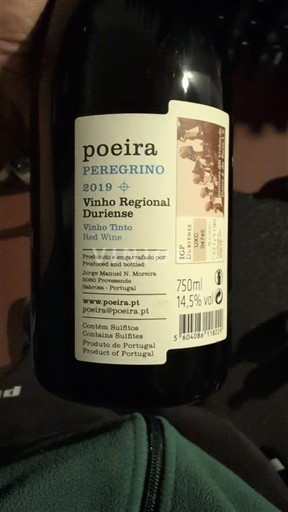 poeira
PEREGRINO
2019
Vinho Regional
Duriense
Vinho Tinto
Red Wine
Produzido e engarrafado por:
Produced and bottled:
Jorge Manuel N. Moreira
5060 Provesende
Sabrosa - Portugal
www.poeira.pt
poeira@poeira.pt
Contém Sulfitos
Contains Sulfites
Produto de Portugal
Product of Portugal
IGP
DURIENSE
750ml
14,5% vol